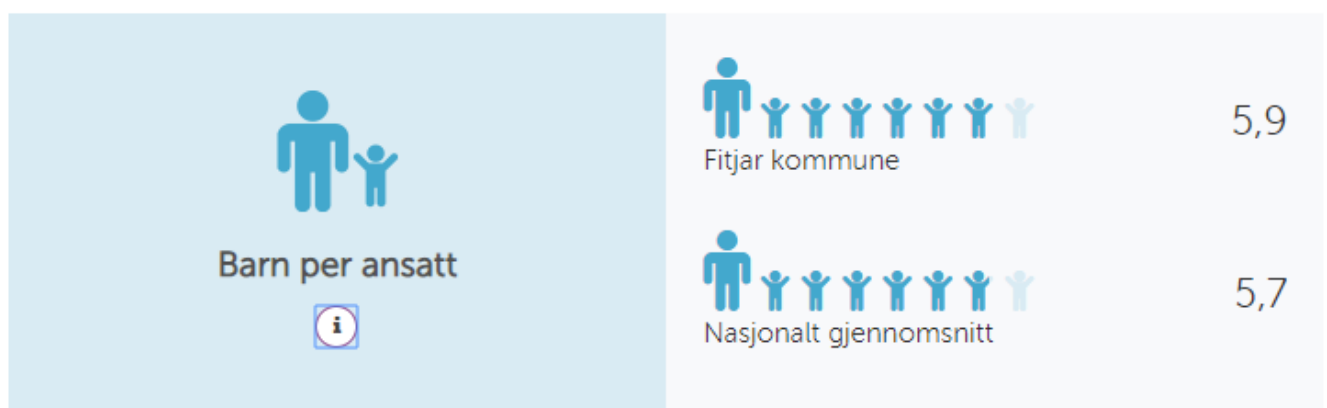 Barn per ansatt
i
Fitjar kommune
5,9
Nasjonalt gjennomsnitt
5,7